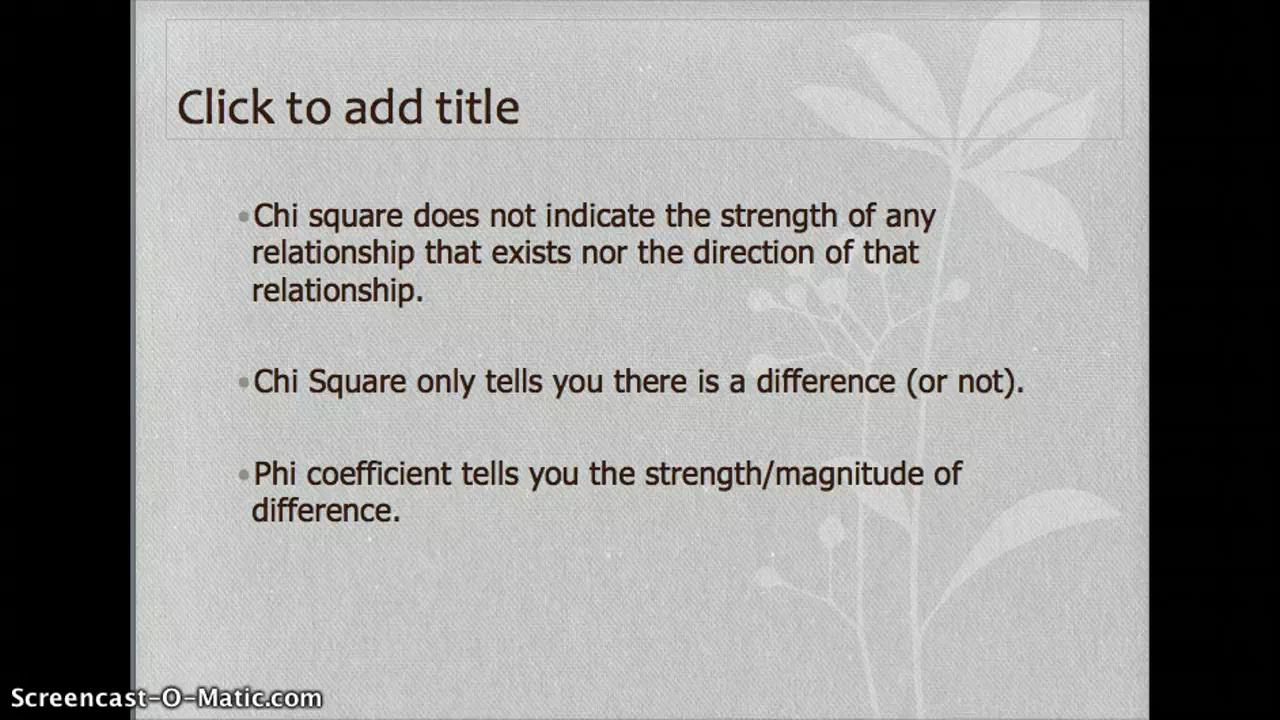 Click to add title
•Chi square does not indicate the strength of any
relationship that exists nor the direction of that
relationship.
•Chi Square only tells you there is a difference (or not).
•Phi coefficient tells you the strength/magnitude of
difference.
Screencast-O-Matic.com